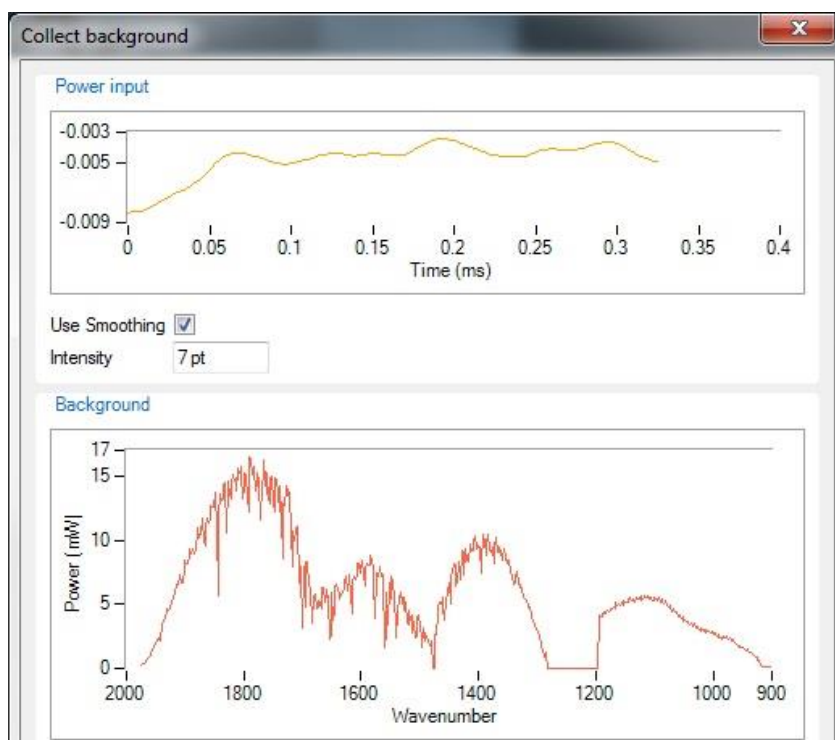 Collect background
Power input
-0.003
-0.005
-0.009
0 0.05 0.1 0.15 0.2 0.25 0.3 0.35 0.4
Time (ms)
Use Smoothing
Intensity 7 pt
Background
17
15
10
5
0
Power (mW)
2000 1800 1600 1400 1200 1000 900
Wavenumber